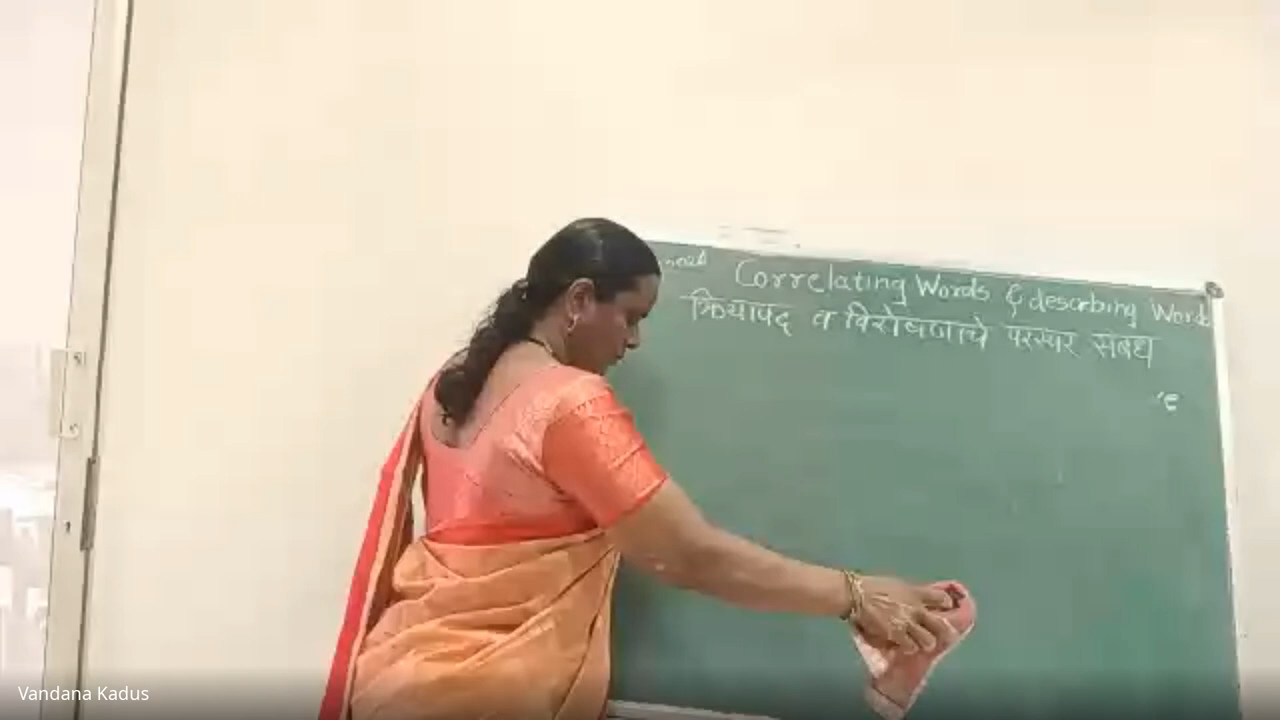 Correlating Words & describing Words
क्रियापद व विशेषणाचे परस्पर संबंध
Vandana Kadus